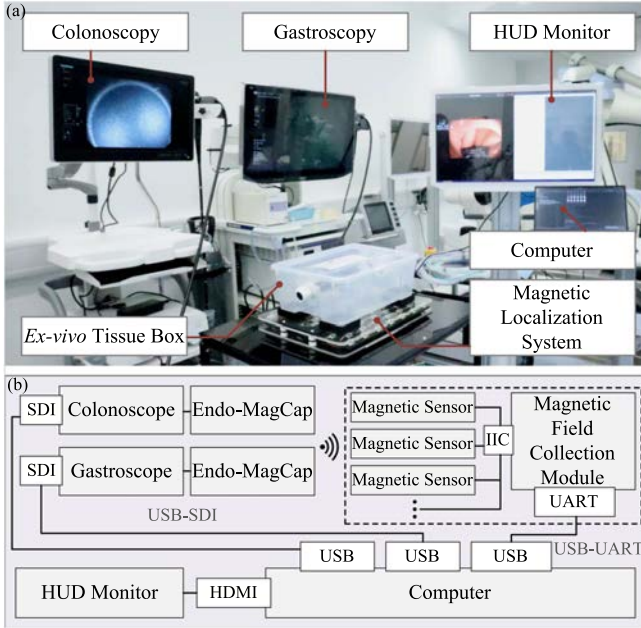 (a)
Colonoscopy
Gastroscopy
HUD Monitor
Computer
Ex-vivo Tissue Box
Magnetic
Localization
System
(b)
SDI
Colonoscope
Endo-MagCap
SDI
Gastroscope
Endo-MagCap
USB-SDI
Magnetic Sensor
Magnetic Sensor
Magnetic Sensor
IIC
Magnetic
Field
Collection
Module
UART
USB-UART
USB
USB
USB
HUD Monitor
HDMI
Computer